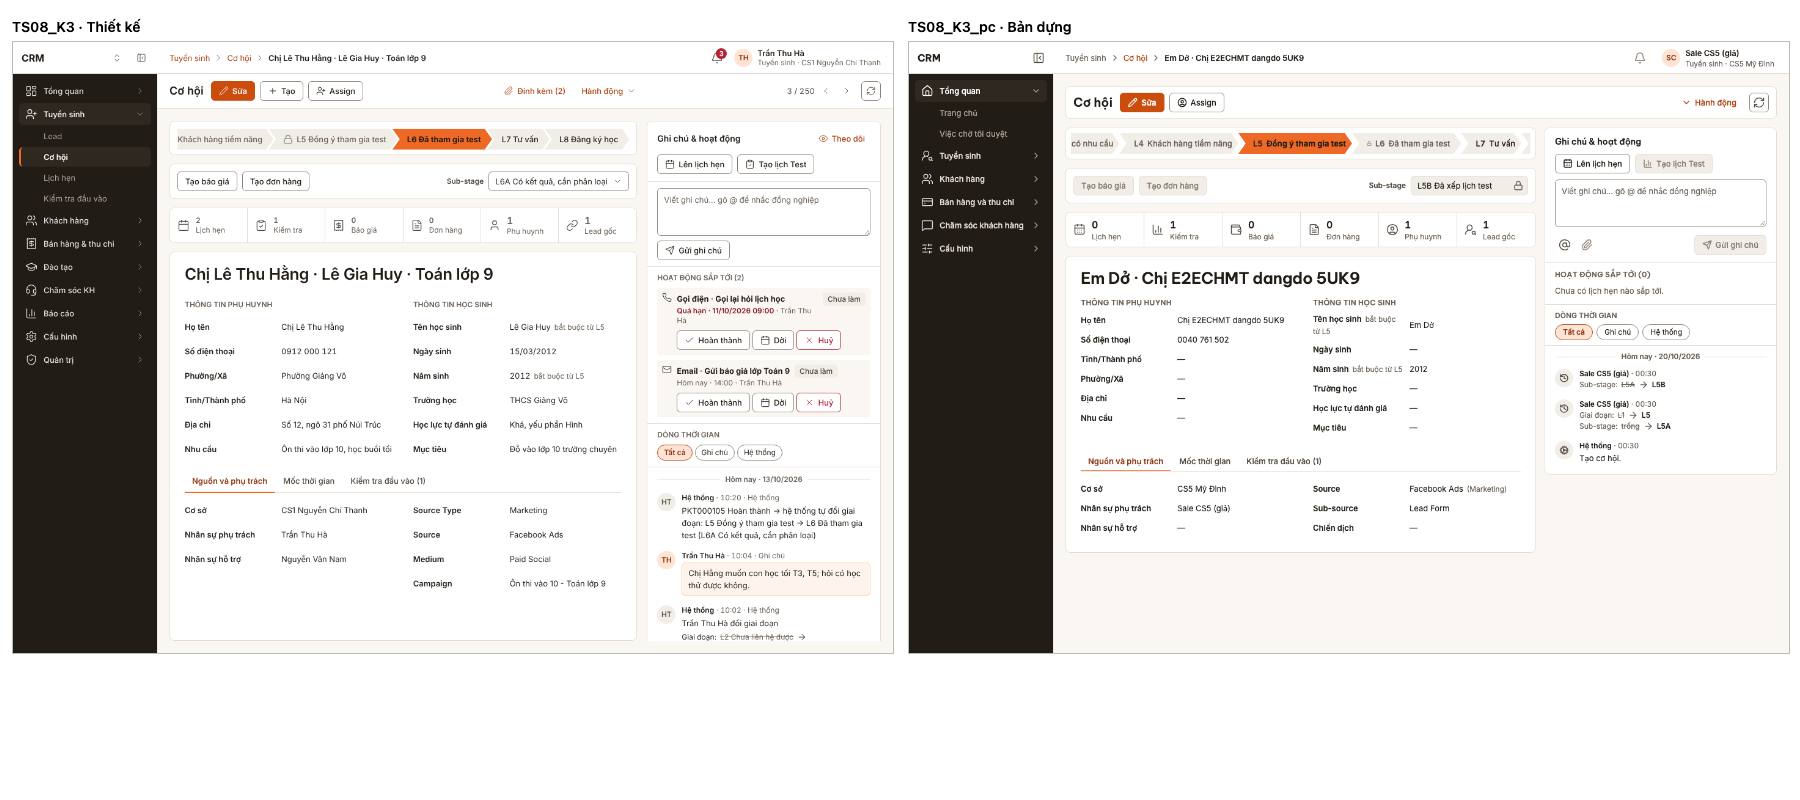 TS08_K3 · Thiết kế
CRM
Tuyển sinh > Cơ hội > Chị Lê Thu Hằng · Lê Gia Huy · Toán lớp 9
3
TH
Trần Thu Hà
Tuyển sinh · CS1 Nguyễn Chí Thanh
Tổng quan
Tuyển sinh
Lead
Cơ hội
Lịch hẹn
Kiểm tra đầu vào
Khách hàng
Bán hàng & thu chi
Đào tạo
Chăm sóc KH
Báo cáo
Cấu hình
Quản trị
Cơ hội
Sửa
Tạo
Assign
Đính kèm (2)
Hành động
3 / 250
Khách hàng tiềm năng
L5 Đồng ý tham gia test
L6 Đã tham gia test
L7 Tư vấn
L8 Đăng ký học
Tạo báo giá
Tạo đơn hàng
Sub-stage
L6A Có kết quả, cần phân loại
2 Lịch hẹn
1 Kiểm tra
0 Báo giá
0 Đơn hàng
1 Phụ huynh
1 Lead gốc
Chị Lê Thu Hằng · Lê Gia Huy · Toán lớp 9
THÔNG TIN PHỤ HUYNH
Họ tên Chị Lê Thu Hằng
Số điện thoại 0912 000 121
Phường/Xã Phường Giảng Võ
Tỉnh/Thành phố Hà Nội
Địa chỉ Số 12, ngõ 31 phố Núi Trúc
Nhu cầu Ôn thi vào lớp 10, học buổi tối
THÔNG TIN HỌC SINH
Tên học sinh Lê Gia Huy bắt buộc từ L5
Ngày sinh 15/03/2012
Năm sinh 2012 bắt buộc từ L5
Trường học THCS Giảng Võ
Học lực tự đánh giá Khá, yếu phần Hình
Mục tiêu Đỗ vào lớp 10 trường chuyên
Nguồn và phụ trách
Mốc thời gian
Kiểm tra đầu vào (1)
Cơ sở CS1 Nguyễn Chí Thanh
Nhân sự phụ trách Trần Thu Hà
Nhân sự hỗ trợ Nguyễn Văn Nam
Source Type Marketing
Source Facebook Ads
Medium Paid Social
Campaign Ôn thi vào 10 - Toán lớp 9
Ghi chú & hoạt động
Theo dõi
Lên lịch hẹn
Tạo lịch Test
Viết ghi chú... gõ @ để nhắc đồng nghiệp
Gửi ghi chú
HOẠT ĐỘNG SẮP TỚI (2)
Gọi điện · Gọi lại hỏi lịch học
Chưa làm
Quá hạn · 11/10/2026 09:00 · Trần Thu
Hà
Hoàn thành
Dời
Huỷ
Email · Gửi báo giá lớp Toán 9
Chưa làm
Hôm nay · 14:00 · Trần Thu Hà
Hoàn thành
Dời
Huỷ
DÒNG THỜI GIAN
Tất cả
Ghi chú
Hệ thống
Hôm nay · 13/10/2026
HT
Hệ thống · 10:20 · Hệ thống
PKT000105 Hoàn thành → hệ thống tự đổi giai
đoạn: L5 Đồng ý tham gia test → L6 Đã tham gia
test (L6A Có kết quả, cần phân loại)
TH
Trần Thu Hà · 10:04 · Ghi chú
Chị Hằng muốn con học tối T3, T5; hỏi có học
thử được không.
HT
Hệ thống · 10:02 · Hệ thống
Trần Thu Hà đổi giai đoạn
Giai đoạn: L2 Chưa liên hệ được →
TS08_K3_pc · Bản dựng
CRM
Tuyển sinh > Cơ hội > Em Dở · Chị E2ECHMT dangdo 5UK9
SC
Sale CS5 (giả)
Tuyển sinh · CS5 Mỹ Đình
Tổng quan
Trang chủ
Việc chờ tôi duyệt
Tuyển sinh
Khách hàng
Bán hàng và thu chi
Chăm sóc khách hàng
Cấu hình
Cơ hội
Sửa
Assign
Hành động
có nhu cầu
L4 Khách hàng tiềm năng
L5 Đồng ý tham gia test
L6 Đã tham gia test
L7 Tư vấn
Tạo báo giá
Tạo đơn hàng
Sub-stage
L5B Đã xếp lịch test
0 Lịch hẹn
1 Kiểm tra
0 Báo giá
0 Đơn hàng
1 Phụ huynh
1 Lead gốc
Em Dở · Chị E2ECHMT dangdo 5UK9
THÔNG TIN PHỤ HUYNH
Họ tên Chị E2ECHMT dangdo 5UK9
Số điện thoại 0040 761 502
Tỉnh/Thành phố —
Phường/Xã —
Địa chỉ —
Nhu cầu —
THÔNG TIN HỌC SINH
Tên học sinh bắt buộc
từ L5
Em Dở
Ngày sinh —
Năm sinh bắt buộc từ L5 2012
Trường học —
Học lực tự đánh giá —
Mục tiêu —
Nguồn và phụ trách
Mốc thời gian
Kiểm tra đầu vào (1)
Cơ sở CS5 Mỹ Đình
Nhân sự phụ trách Sale CS5 (giả)
Nhân sự hỗ trợ —
Source Facebook Ads (Marketing)
Sub-source Lead Form
Chiến dịch —
Ghi chú & hoạt động
Lên lịch hẹn
Tạo lịch Test
Viết ghi chú... gõ @ để nhắc đồng nghiệp
Gửi ghi chú
HOẠT ĐỘNG SẮP TỚI (0)
Chưa có lịch hẹn nào sắp tới.
DÒNG THỜI GIAN
Tất cả
Ghi chú
Hệ thống
Hôm nay · 20/10/2026
Sale CS5 (giả) · 00:30
Sub-stage: L5A → L5B
Sale CS5 (giả) · 00:30
Giai đoạn: L1 → L5
Sub-stage: trống → L5A
Hệ thống · 00:30
Tạo cơ hội.